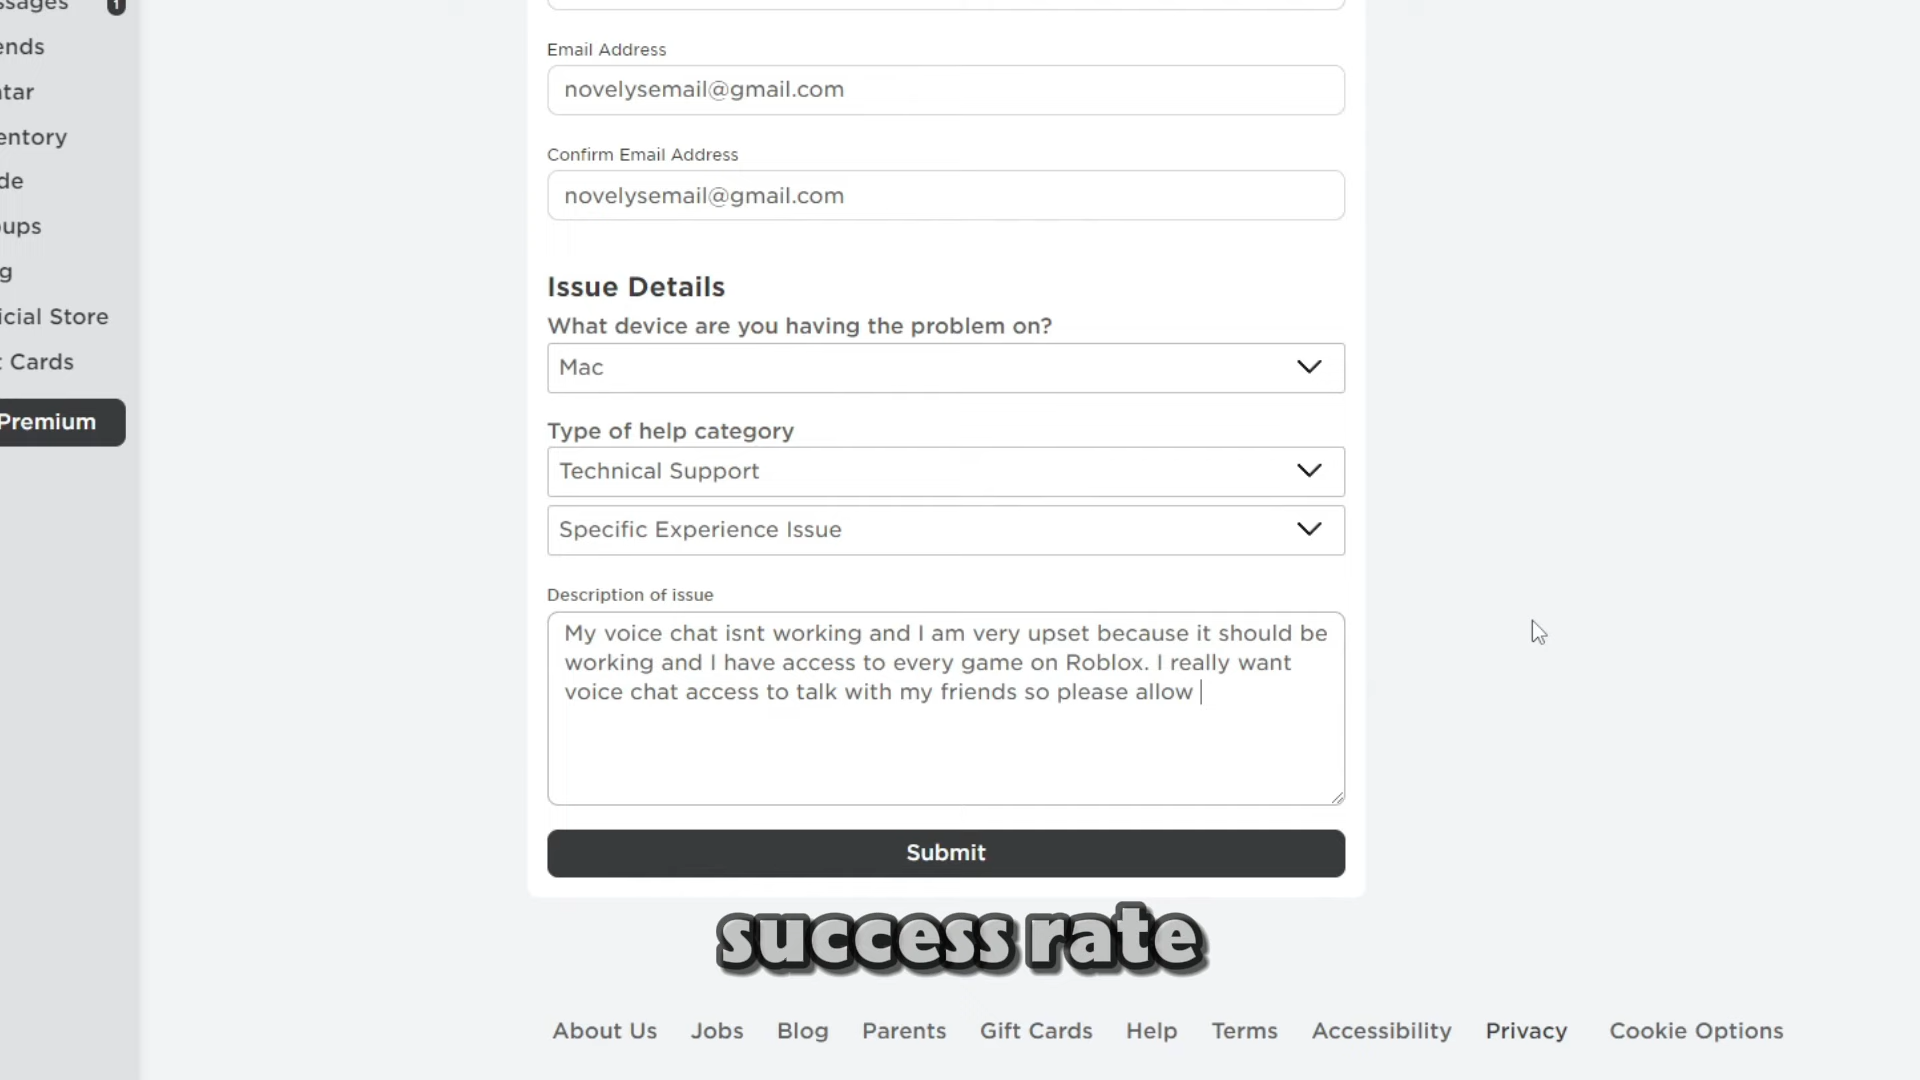 ssages 1
ends
tar
entory
de
oups
g
icial Store
t Cards
Premium
Email Address
novelysemail@gmail.com
Confirm Email Address
novelysemail@gmail.com
Issue Details
What device are you having the problem on?
Mac
Type of help category
Technical Support
Specific Experience Issue
Description of issue
My voice chat isnt working and I am very upset because it should be
working and I have access to every game on Roblox. I really want
voice chat access to talk with my friends so please allow
Submit
success rate
About Us Jobs Blog Parents Gift Cards Help Terms Accessibility Privacy Cookie Options